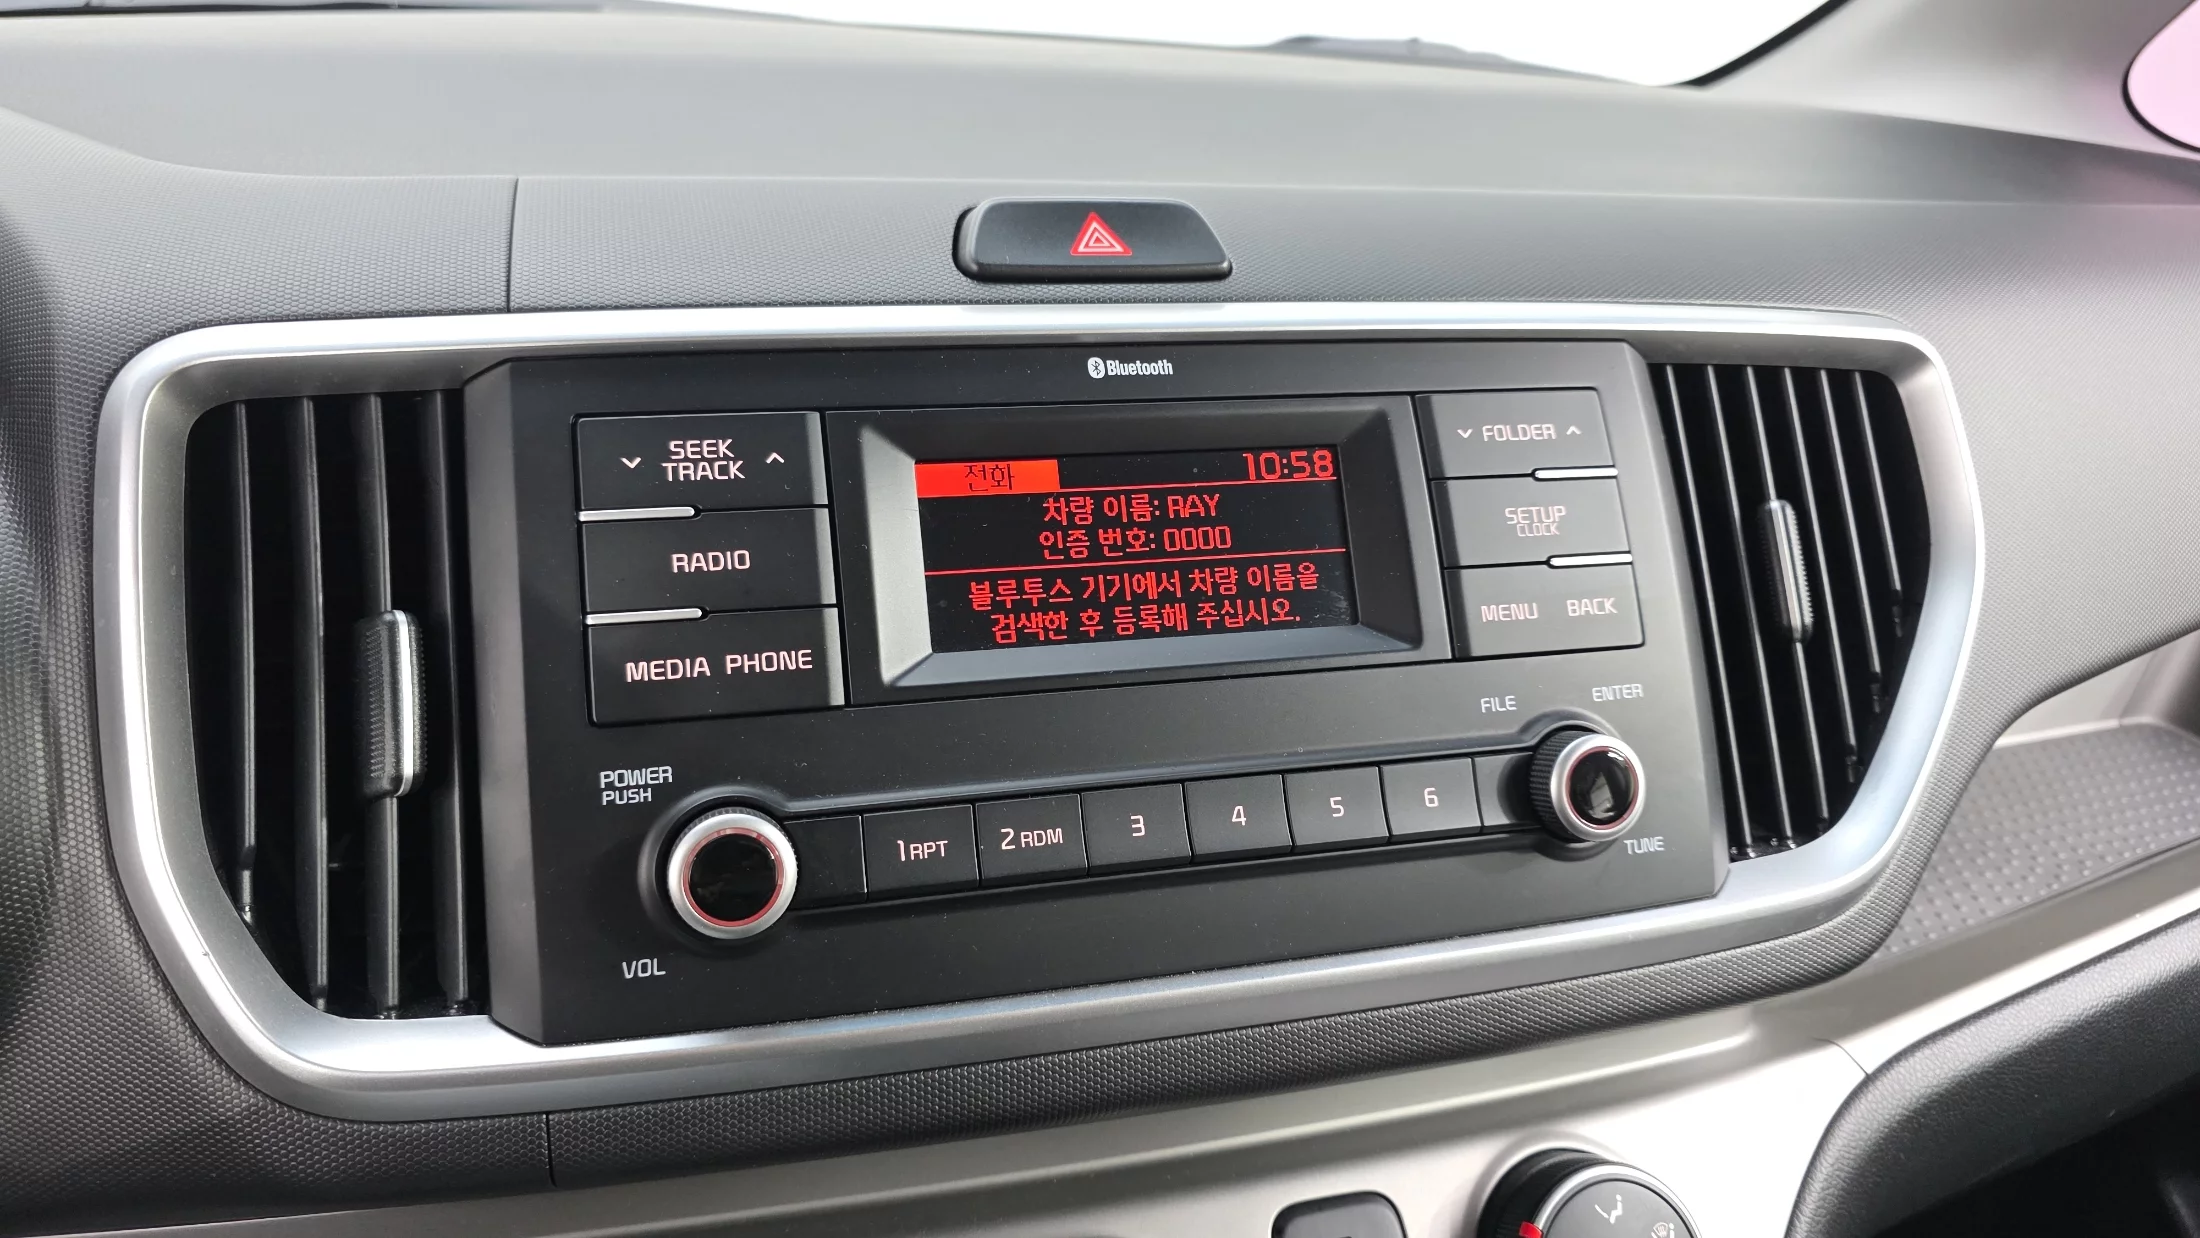 Bluetooth
SEEK
TRACK
RADIO
MEDIA PHONE
전화 10:58
차량 이름: RAY
인증 번호: 0000
블루투스 기기에서 차량 이름을
검색한 후 등록해 주십시오.
FOLDER
SETUP
CLOCK
MENU BACK
FILE
ENTER
POWER
PUSH
VOL
1 RPT
2 RDM
3
4
5
6
TUNE